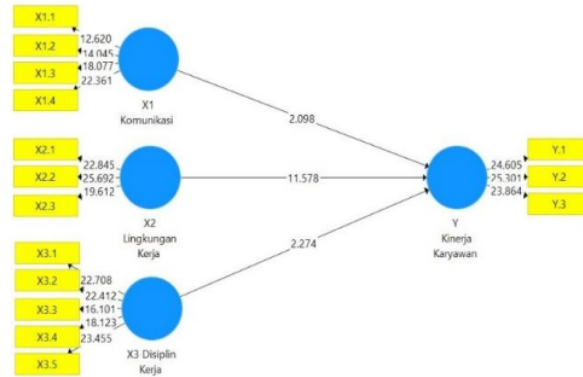 X1.1
X1.2
X1.3
X1.4
12.620
14.045
18.077
22.361
X1
Komunikasi
2.098
X2.1
X2.2
X2.3
22.845
25.692
19.612
X2
Lingkungan
Kerja
11.578
X3.1
X3.2
X3.3
X3.4
X3.5
22.708
22.412
16.101
18.123
23.455
X3 Disiplin
Kerja
2.274
Y
Kinerja
Karyawan
24.605
25.301
23.864
Y.1
Y.2
Y.3